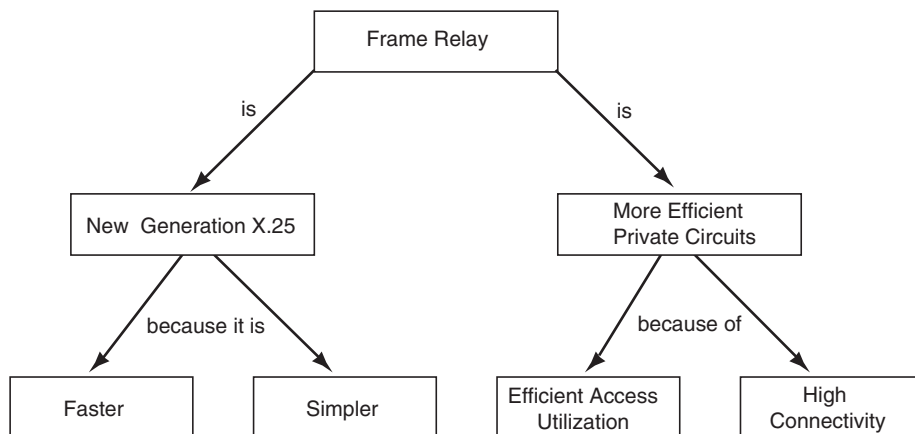 Frame Relay
is
is
New Generation X.25
More Efficient
Private Circuits
because it is
because of
Faster
Simpler
Efficient Access
Utilization
High
Connectivity